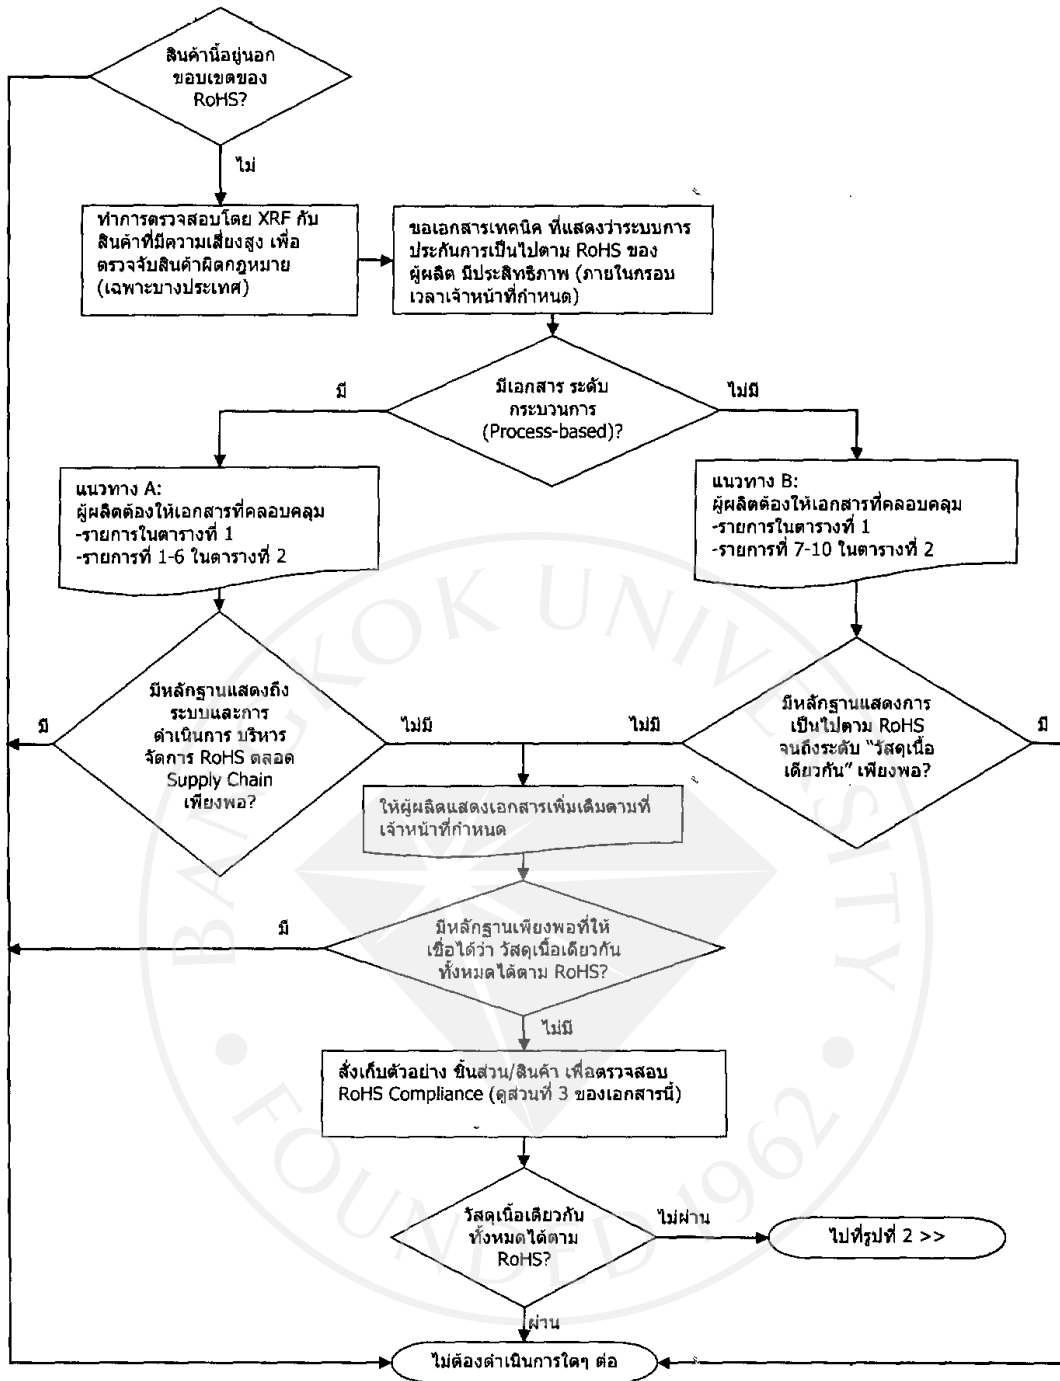 สินค้านี้อยู่นอก
ขอบเขตของ
RoHS?
ไม่
ทำการตรวจสอบโดย XRF กับ
สินค้าที่มีความเสี่ยงสูง เพื่อ
ตรวจจับสินค้าผิดกฎหมาย
(เฉพาะบางประเทศ)
ขอเอกสารเทคนิค ที่แสดงว่าระบบการ
ประกันการเป็นไปตาม RoHS ของ
ผู้ผลิต มีประสิทธิภาพ (ภายในกรอบ
เวลาเจ้าหน้าที่กำหนด)
มีเอกสาร ระดับ
กระบวนการ
(Process-based)?
มี
ไม่มี
แนวทาง A:
ผู้ผลิตต้องให้เอกสารที่คลอบคลุม
-รายการในตารางที่ 1
-รายการที่ 1-6 ในตารางที่ 2
แนวทาง B:
ผู้ผลิตต้องให้เอกสารที่คลอบคลุม
-รายการในตารางที่ 1
-รายการที่ 7-10 ในตารางที่ 2
มีหลักฐานแสดงถึง
ระบบและการ
ดำเนินการ บริหาร
จัดการ RoHS ตลอด
Supply Chain
เพียงพอ?
มี
ไม่มี
ไม่มี
มีหลักฐานแสดงการ
เป็นไปตาม RoHS
จนถึงระดับ "วัสดุเนื้อ
เดียวกัน" เพียงพอ?
มี
ให้ผู้ผลิตแสดงเอกสารเพิ่มเติมตามที่
เจ้าหน้าที่กำหนด
มี
มีหลักฐานเพียงพอที่ให้
เชื่อได้ว่า วัสดุเนื้อเดียวกัน
ทั้งหมดได้ตาม RoHS?
ไม่มี
สั่งเก็บตัวอย่าง ชิ้นส่วน/สินค้า เพื่อตรวจสอบ
RoHS Compliance (ดูส่วนที่ 3 ของเอกสารนี้)
วัสดุเนื้อเดียวกัน
ทั้งหมดได้ตาม
RoHS?
ไม่ผ่าน
ไปที่รูปที่ 2 >>
ผ่าน
ไม่ต้องดำเนินการใดๆ ต่อ
BANGKOK UNIVERSITY
FOUNDED 1962